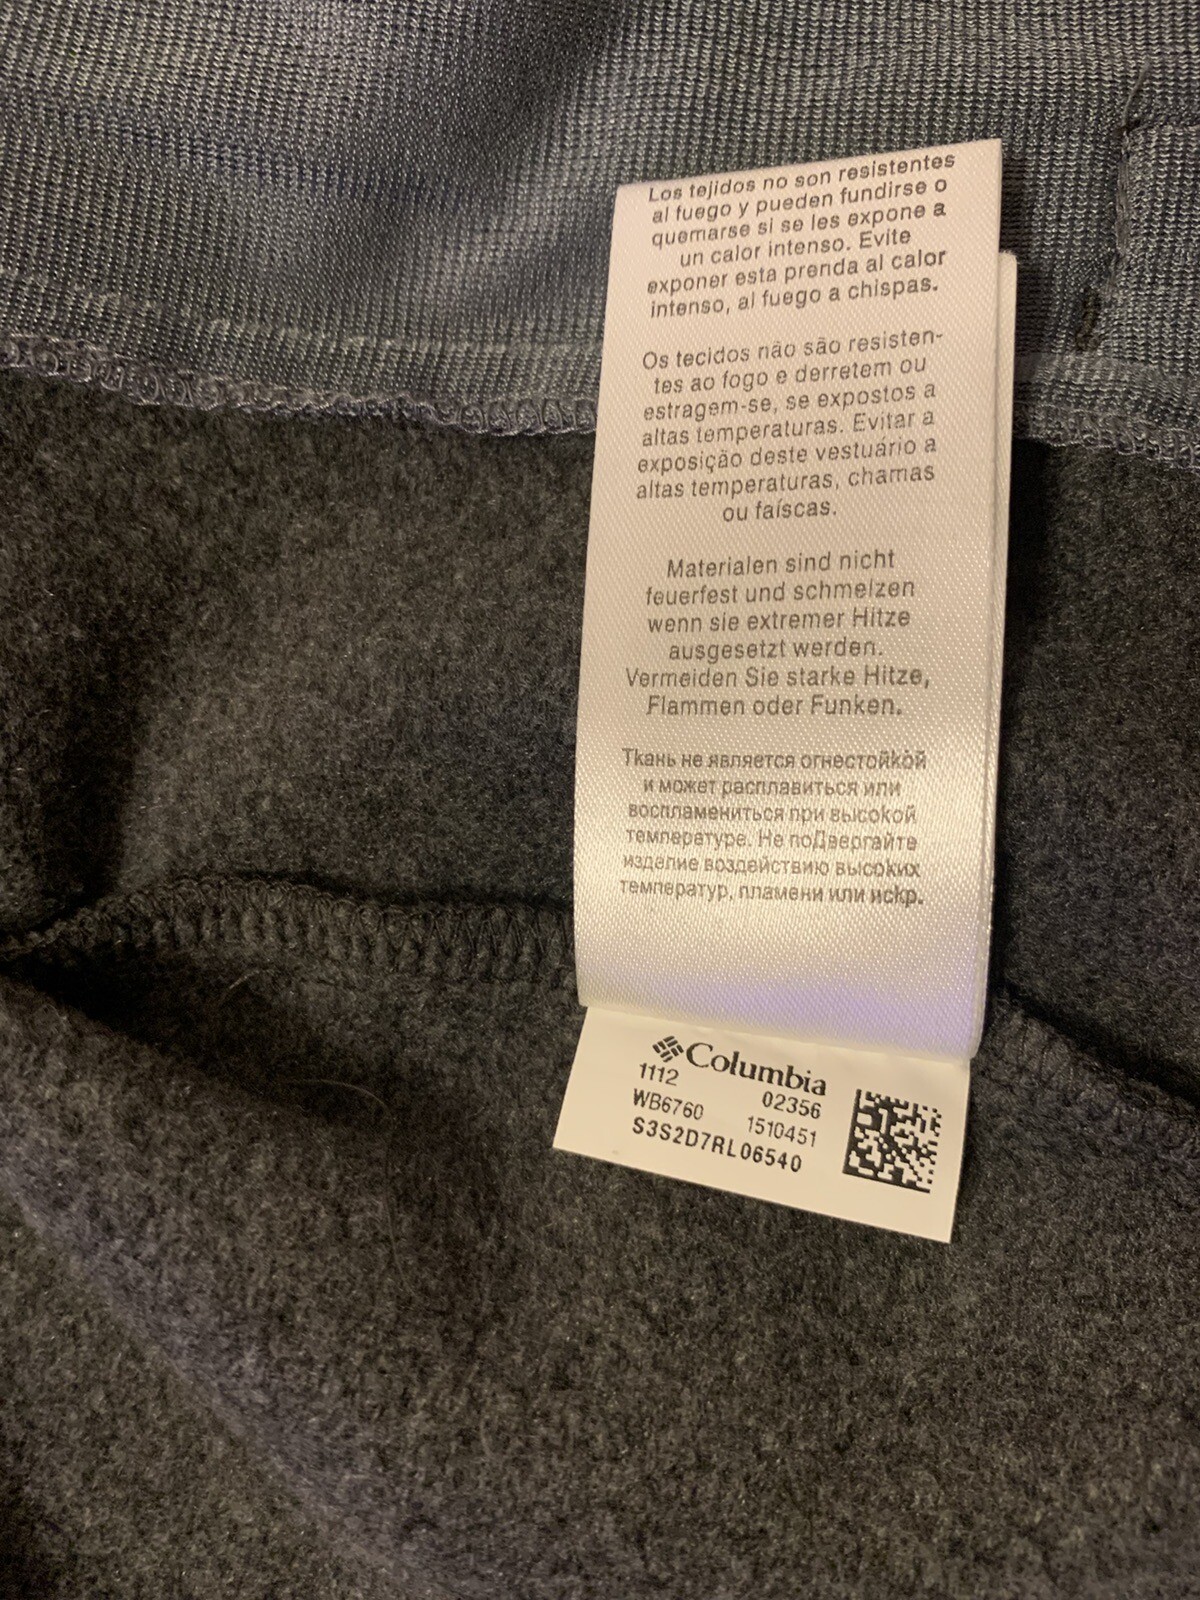 Los tejidos no son resistentes
al fuego y pueden fundirse o
quemarse si se les expone a
un calor intenso. Evite
exponer esta prenda al calor
intenso, al fuego a chispas.
Os tecidos não são resisten-
tes ao fogo e derretem ou
estragem-se, se expostos a
altas temperaturas. Evitar a
exposição deste vestuário a
altas temperaturas, chamas
ou faíscas.
Materialen sind nicht
feuerfest und schmelzen
wenn sie extremer Hitze
ausgesetzt werden.
Vermeiden Sie starke Hitze,
Flammen oder Funken.
Ткань не является огнестойкой
и может расплавиться или
воспламениться при высокой
температуре. Не подвергайте
изделие воздействию высоких
температур, пламени или искр.
Columbia
1112 02356
WB6760 1510451
S3S2D7RL06540